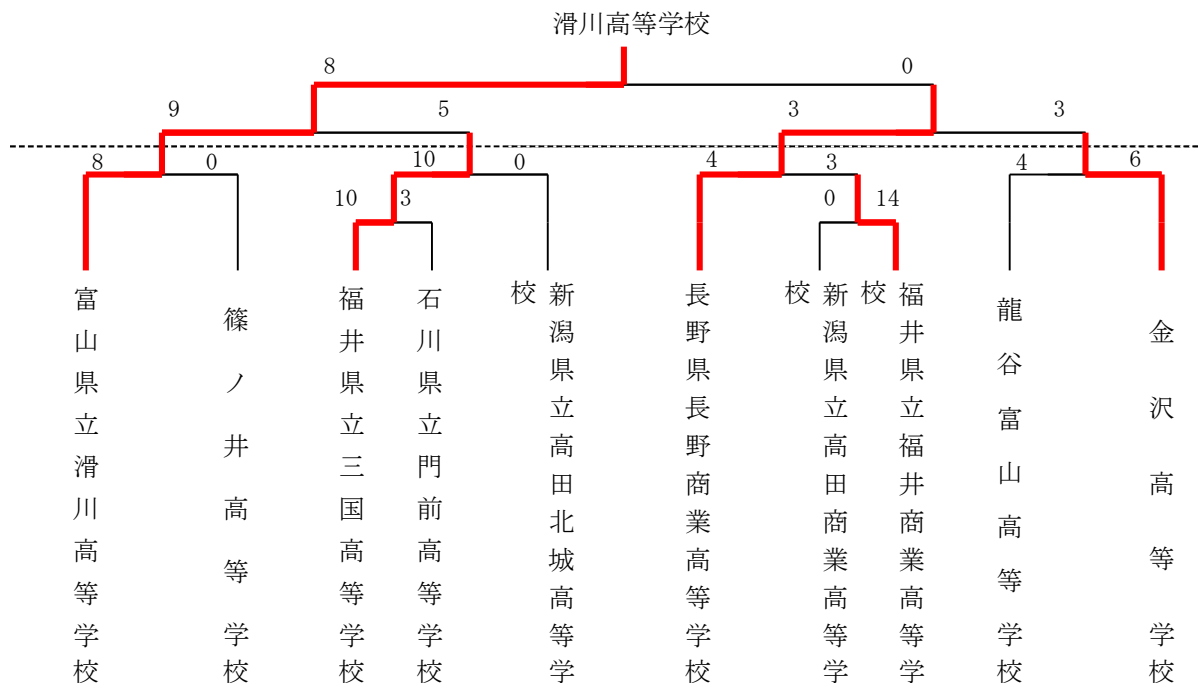 滑川高等学校
8 0
9 5 3 3
8 0 10 0 4 3 4 6
10 3 0 14
富山県立滑川高等学校
篠ノ井高等学校
福井県立三国高等学校
石川県立門前高等学校
新潟県立高田北城高等学校
長野県長野商業高等学校
新潟県立高田商業高等学校
福井県立福井商業高等学校
龍谷富山高等学校
金沢高等学校